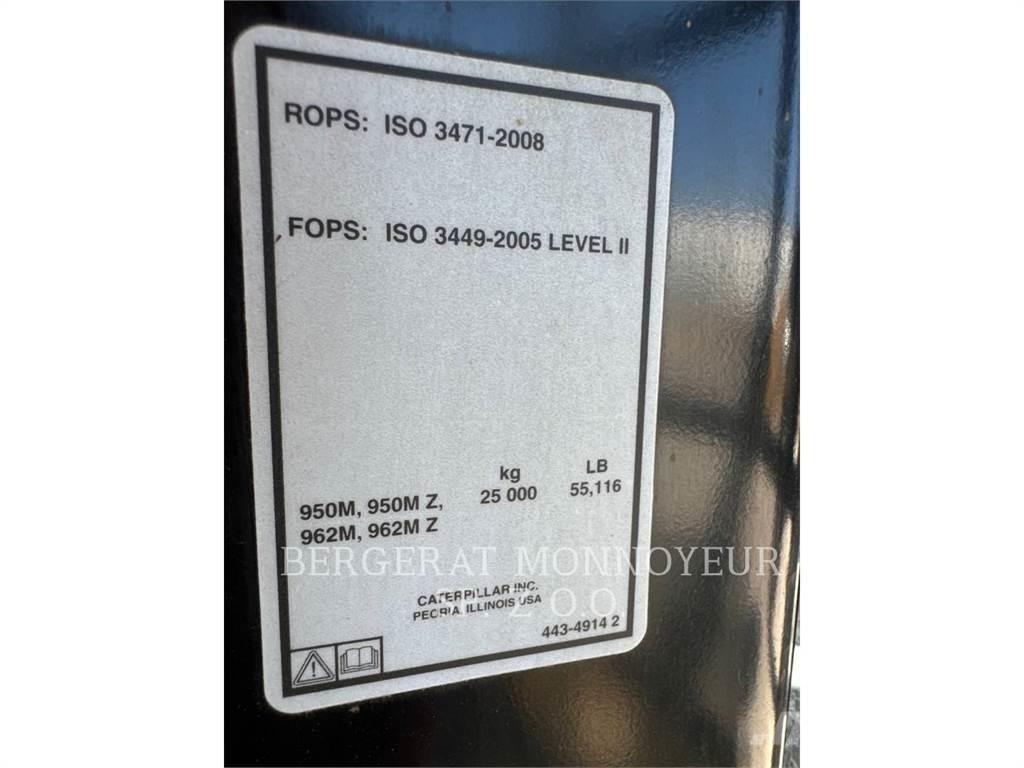 ROPS: ISO 3471-2008
FOPS: ISO 3449-2005 LEVEL II
kg LB
950M, 950M Z, 25 000 55,116
962M, 962M Z
BERGERAT MONNOYEUR
CATERPILLAR INC.
PEORIA, ILLINOIS USA
O.O.
443-4914 2